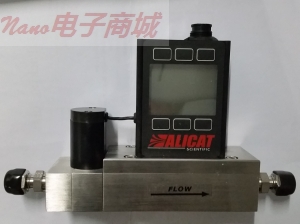 Nano电子商城
ALICAT
SCIENTIFIC
FLOW